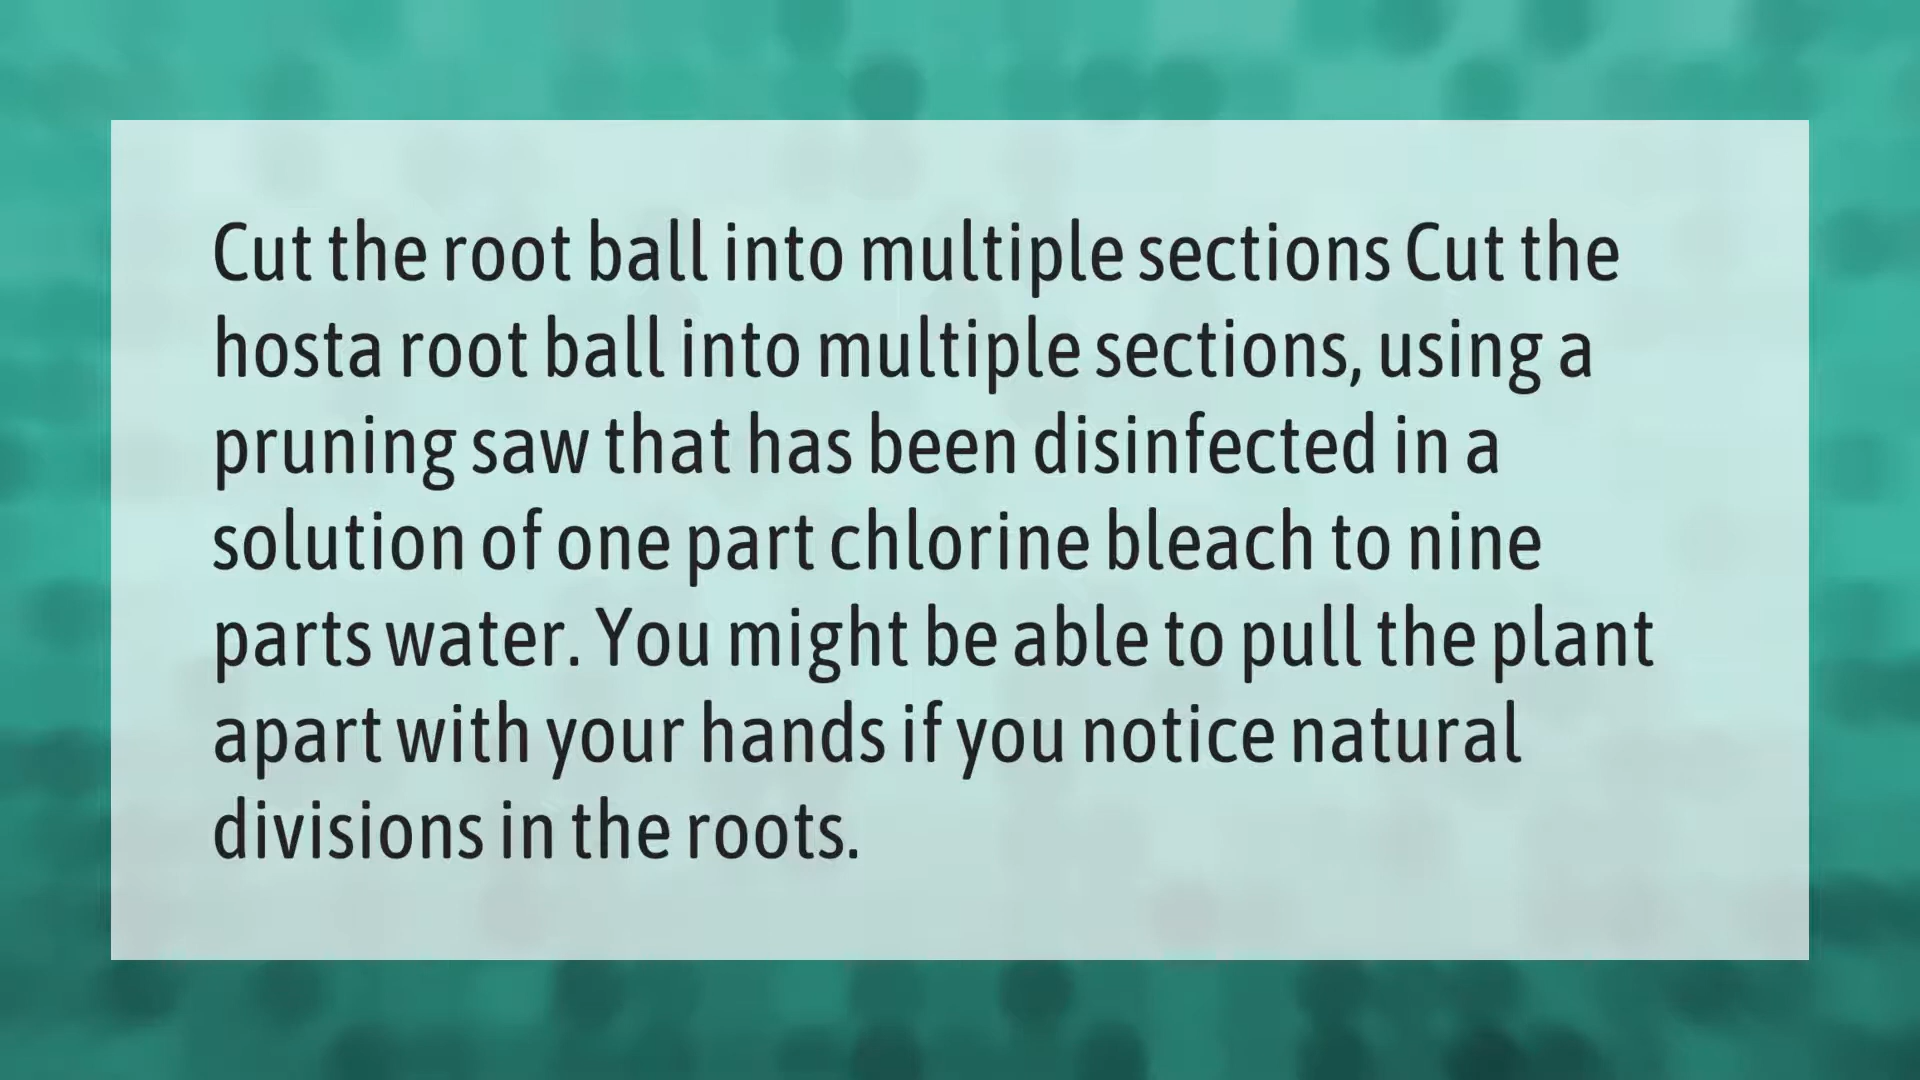 Cut the root ball into multiple sections Cut the
hosta root ball into multiple sections, using a
pruning saw that has been disinfected in a
solution of one part chlorine bleach to nine
parts water. You might be able to pull the plant
apart with your hands if you notice natural
divisions in the roots.